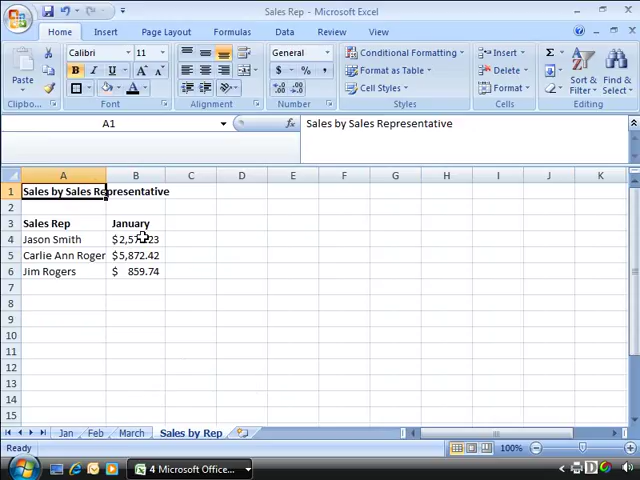 Sales Rep - Microsoft Excel
Home Insert Page Layout Formulas Data Review View
Paste
Calibri 11
General
Conditional Formatting
Format as Table
Cell Styles
Insert
Delete
Format
Sort & Filter
Find & Select
Clipboa... Font Alignment Number Styles Cells Editing
A1 fx Sales by Sales Representative
A B C D E F G H I J K
1 Sales by Sales Representative
2
3 Sales Rep January
4 Jason Smith
5 Carlie Ann Roger $5,872.42
6 Jim Rogers $ 859.74
7
8
9
10
11
12
13
14
15
Jan Feb March Sales by Rep
Ready 100%
4 Microsoft Office...